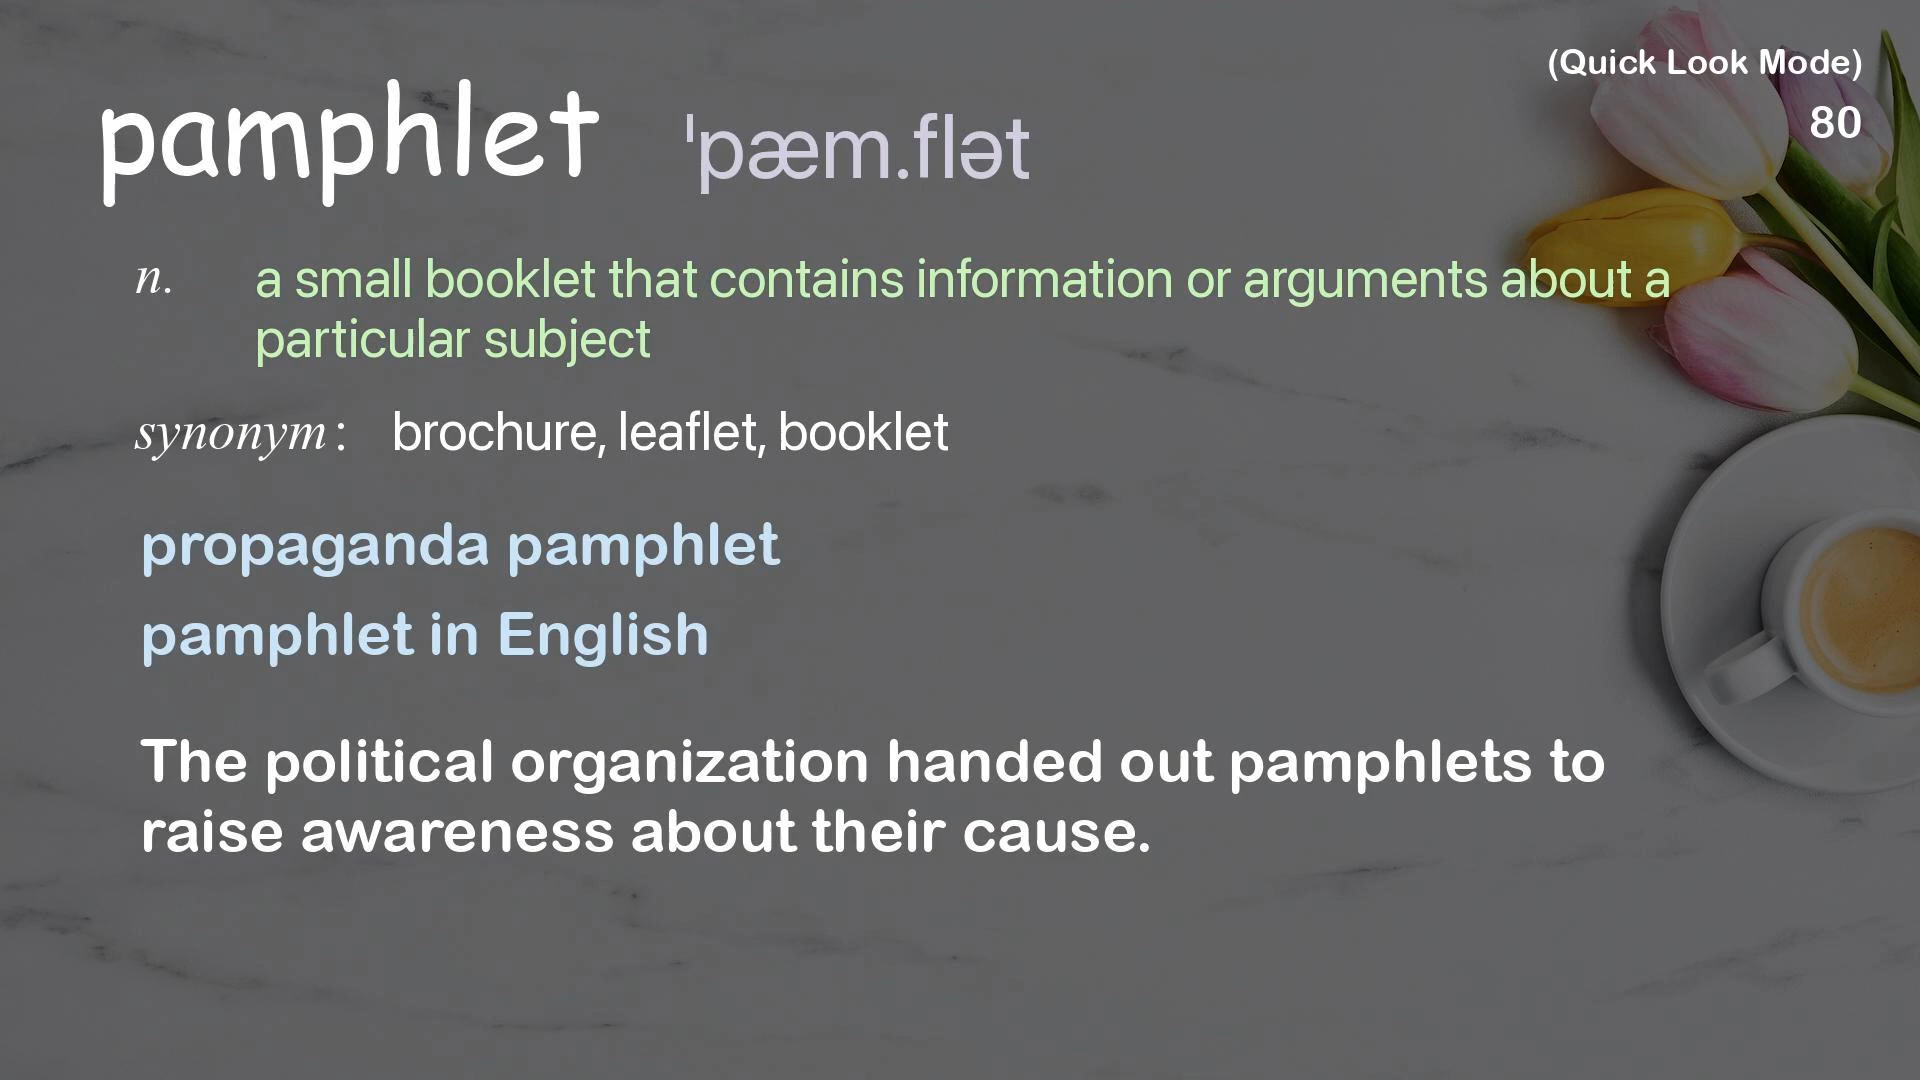 (Quick Look Mode)
80
pamphlet ˈpæm.flət
n. a small booklet that contains information or arguments about a
particular subject
synonym: brochure, leaflet, booklet
propaganda pamphlet
pamphlet in English
The political organization handed out pamphlets to
raise awareness about their cause.